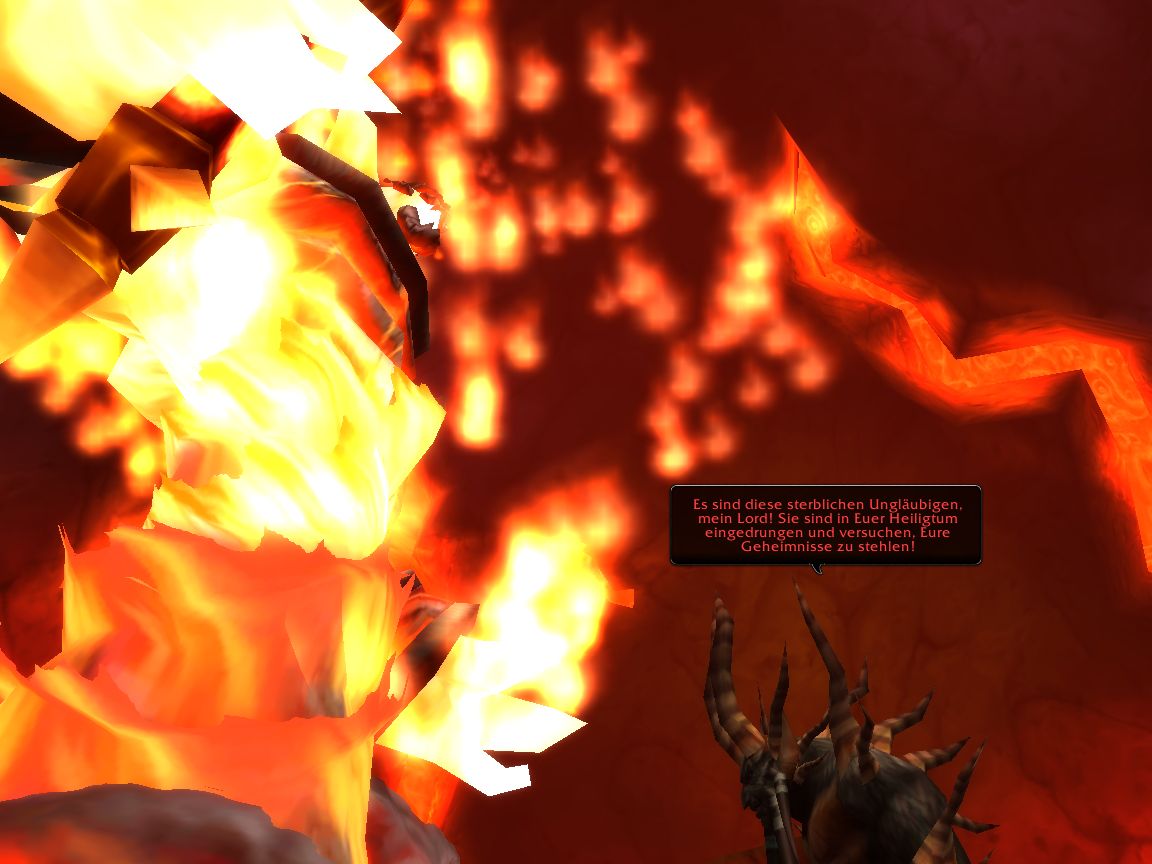 Es sind diese sterblichen Ungläubigen,
mein Lord! Sie sind in Euer Heiligtum
eingedrungen und versuchen, Eure
Geheimnisse zu stehlen!